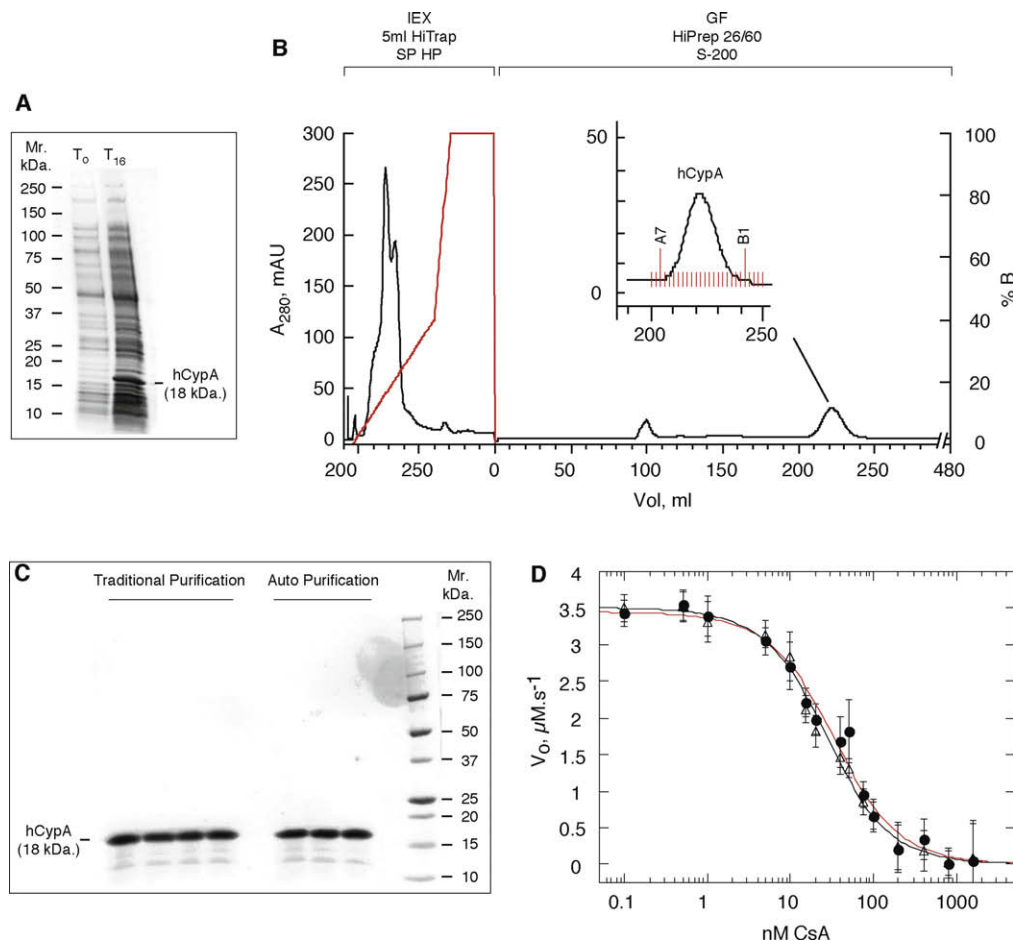 A
Mr.
kDa.
T0 T16
250
150
100
75
50
37
25
20
15
10
hCypA
(18 kDa.)
B
IEX
5ml HiTrap
SP HP
GF
HiPrep 26/60
S-200
A280, mAU
300
250
200
150
100
50
0
200 100 0 50 100 150 200 250 480
Vol, ml
100
80
60
40
20
0
% B
50
0
hCypA
A7
B1
200 250
C
Traditional Purification
Auto Purification
Mr.
kDa.
250
150
100
75
50
37
25
20
15
10
hCypA
(18 kDa.)
D
V0, µM.s-1
4
3.5
3
2.5
2
1.5
1
0.5
0
0.1 1 10 100 1000
nM CsA